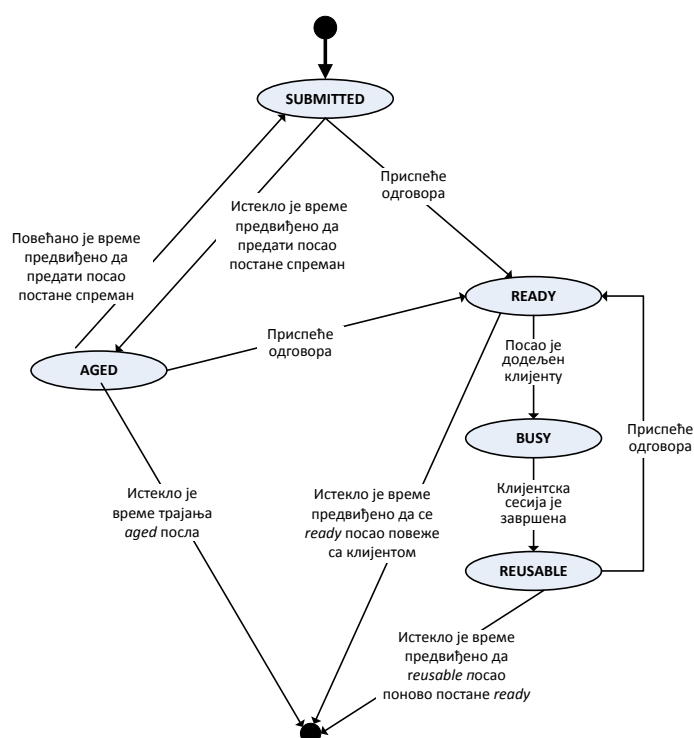 SUBMITTED
Приспеће
одговора
Истекло је време
предвиђено да
предати посао
постане спреман
Повећано је време
предвиђено да
предати посао
постане спреман
READY
Приспеће
одговора
Посао је
додељен
клијенту
AGED
BUSY
Приспеће
одговора
Клијентска
сесија је
завршена
Истекло је
време трајања
aged посла
Истекло је време
предвиђено да се
ready посао повеже
са клијентом
REUSABLE
Истекло је време
предвиђено да
reusable посао
поново постане ready